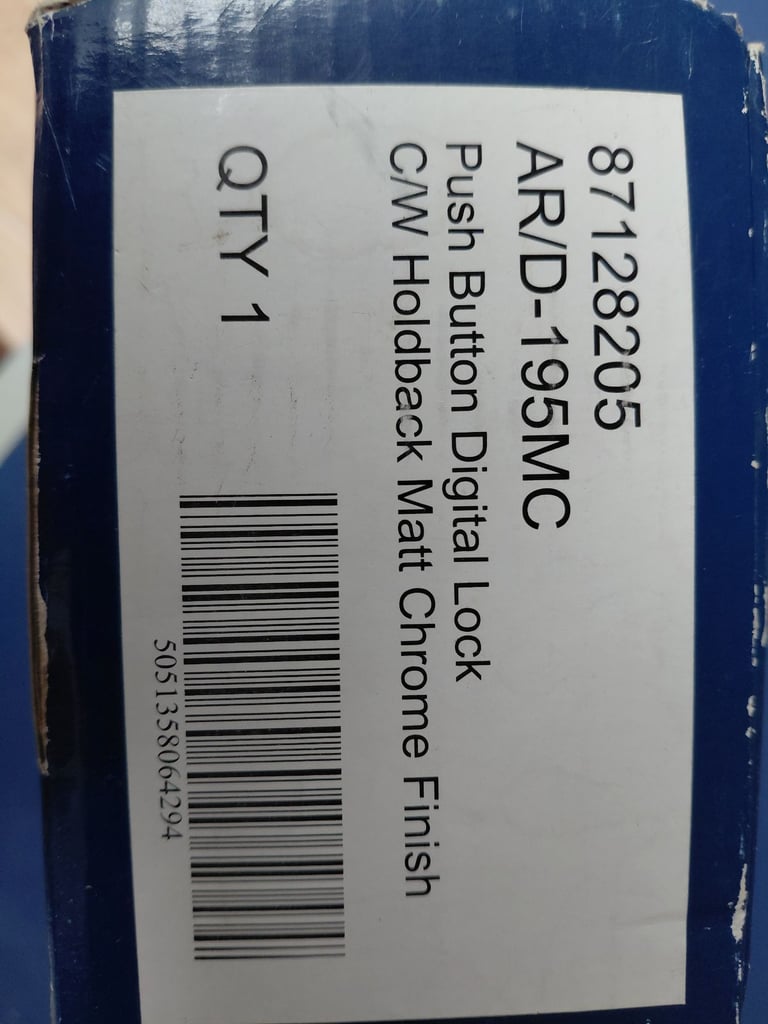 87128205
AR/D-195MC
Push Button Digital Lock
C/W Holdback Matt Chrome Finish
QTY 1
5051358064294